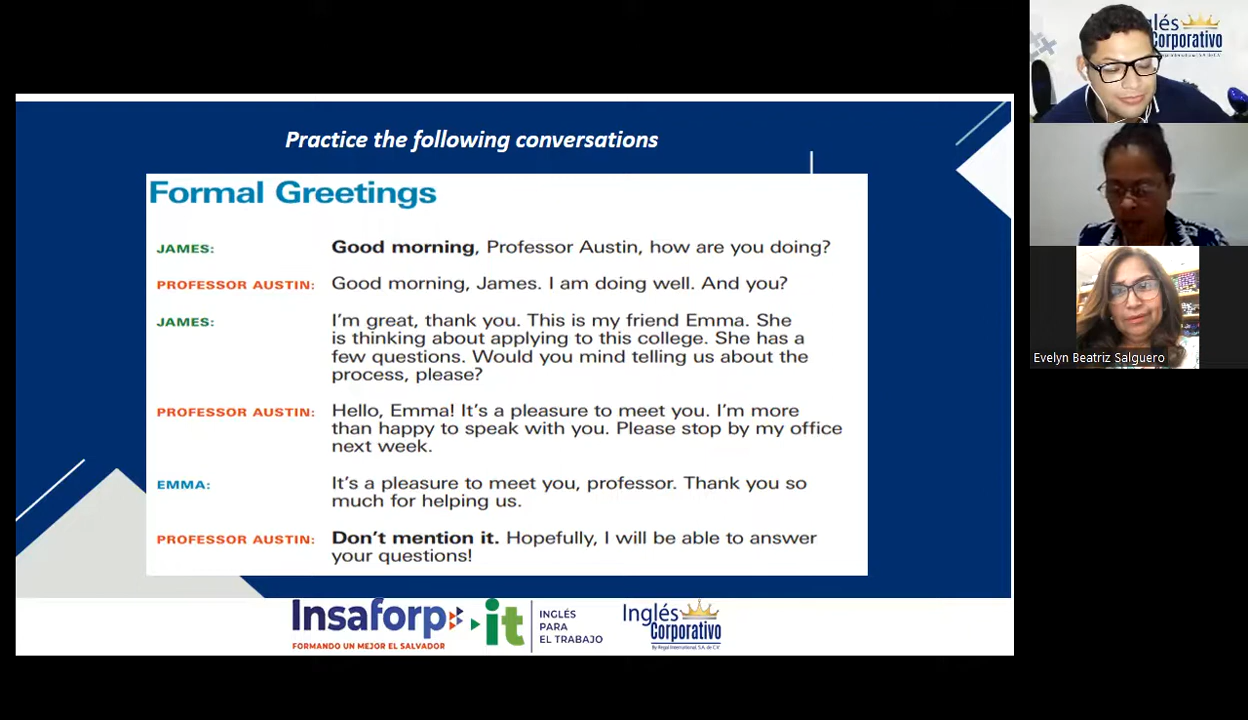 Practice the following conversations
Formal Greetings
JAMES: Good morning, Professor Austin, how are you doing?
PROFESSOR AUSTIN: Good morning, James. I am doing well. And you?
JAMES: I'm great, thank you. This is my friend Emma. She
is thinking about applying to this college. She has a
few questions. Would you mind telling us about the
process, please?
PROFESSOR AUSTIN: Hello, Emma! It's a pleasure to meet you. I'm more
than happy to speak with you. Please stop by my office
next week.
EMMA: It's a pleasure to meet you, professor. Thank you so
much for helping us.
PROFESSOR AUSTIN: Don't mention it. Hopefully, I will be able to answer
your questions!
Insaforp
FORMANDO UN MEJOR EL SALVADOR
it
INGLÉS
PARA
EL TRABAJO
Inglés
Corporativo
By Regal International, S.A. de C.V.
glés
Corporativo
Evelyn Beatriz Salguero